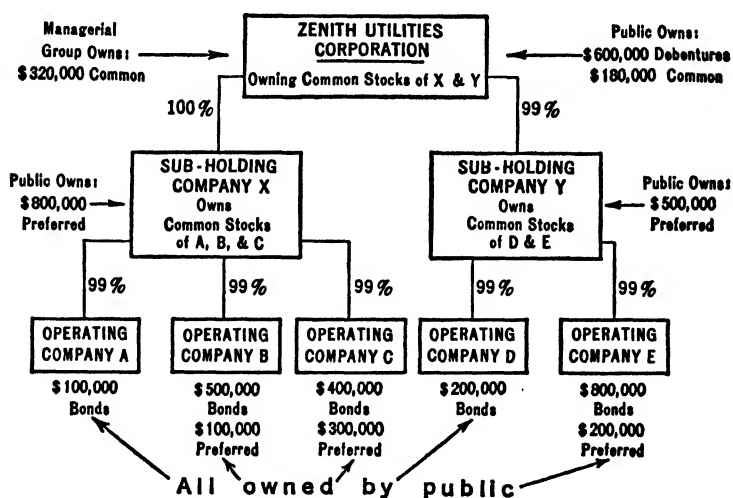 Managerial
Group Owns:
$320,000 Common
ZENITH UTILITIES
CORPORATION
Owning Common Stocks of X & Y
Public Owns:
$600,000 Debentures
$180,000 Common
100%
99%
Public Owns:
$800,000
Preferred
SUB-HOLDING
COMPANY X
Owns
Common Stocks
of A, B, & C
SUB-HOLDING
COMPANY Y
Owns
Common Stocks
of D & E
Public Owns:
$500,000
Preferred
99%
99%
99%
99%
99%
OPERATING
COMPANY A
OPERATING
COMPANY B
OPERATING
COMPANY C
OPERATING
COMPANY D
OPERATING
COMPANY E
$100,000
Bonds
$500,000
Bonds
$100,000
Preferred
$400,000
Bonds
$300,000
Preferred
$200,000
Bonds
$800,000
Bonds
$200,000
Preferred
All owned by public